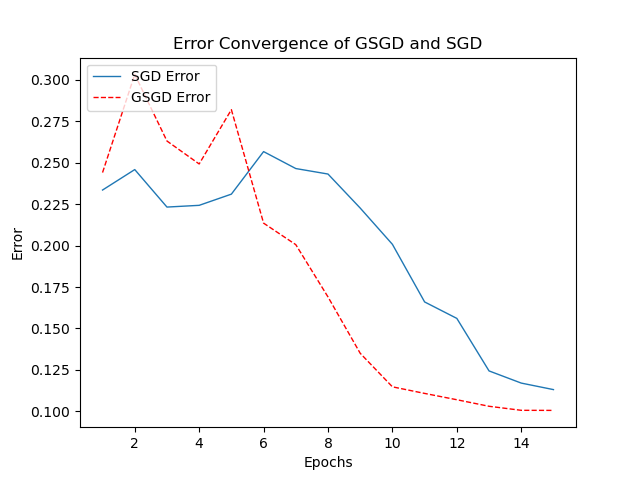 Error Convergence of GSGD and SGD
SGD Error
GSGD Error
0.300
0.275
0.250
0.225
0.200
0.175
0.150
0.125
0.100
Error
2 4 6 8 10 12 14
Epochs